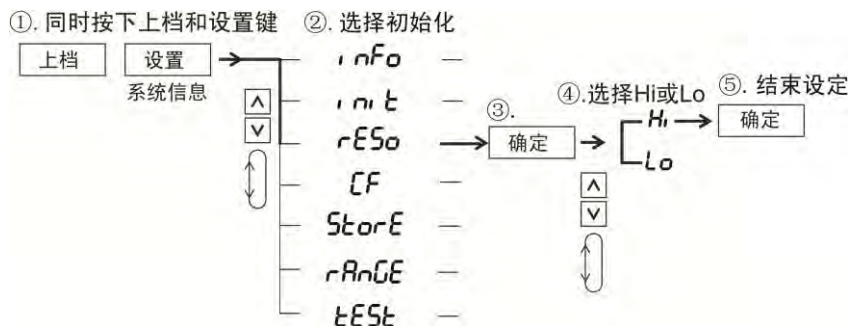 ①. 同时按下上档和设置键 ②. 选择初始化
上档 设置 inFo
系统信息
init
③. ④.选择Hi或Lo ⑤. 结束设定
rESo 确定 Hi 确定
Lo
CF
StorE
rAnGE
tESt